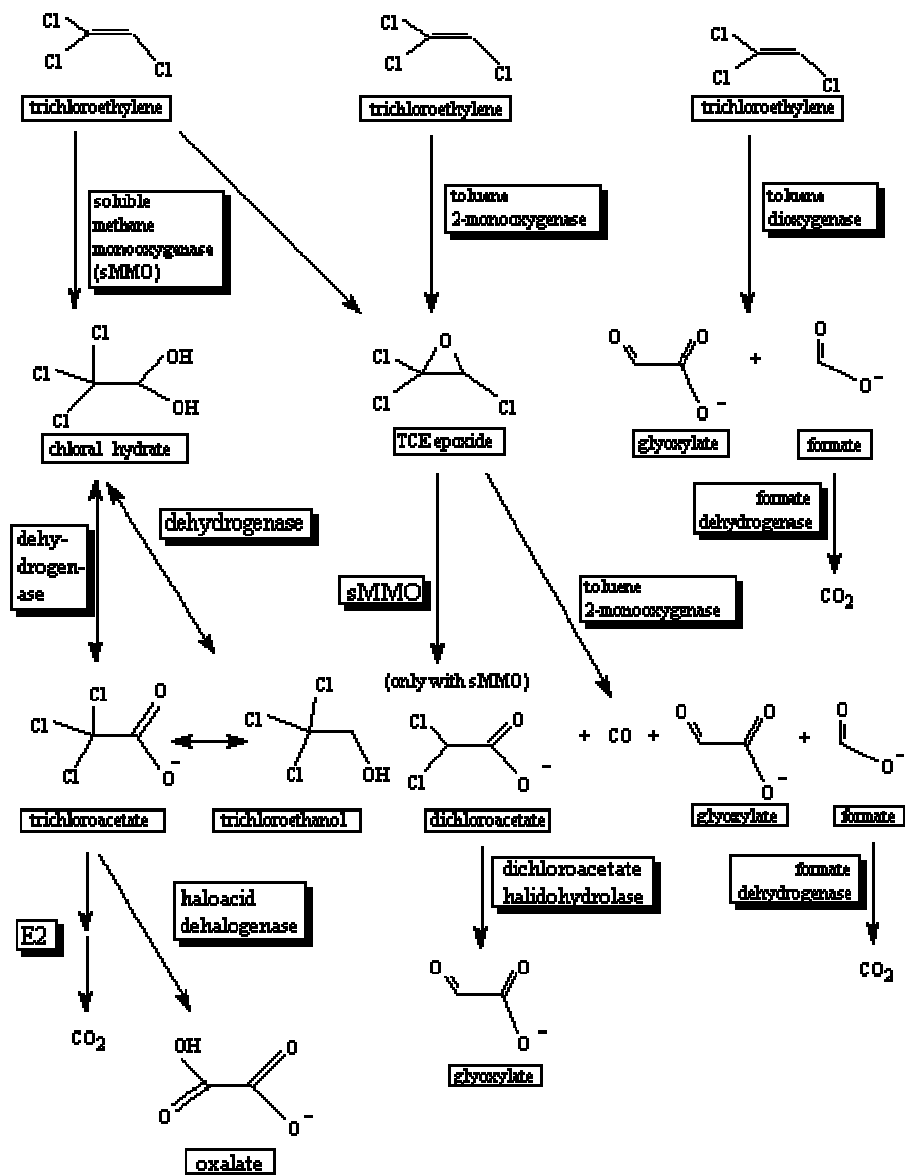 Cl
Cl
Cl
trichloroethylene
Cl
Cl
Cl
trichloroethylene
Cl
Cl
Cl
trichloroethylene
soluble
methane
monooxygenase
(sMMO)
toluene
2-monooxygenase
toluene
dioxygenase
Cl
Cl
Cl
OH
OH
chloral hydrate
O
Cl
Cl
Cl
TCE epoxide
O
O
O⁻
glyoxylate
+
O
O⁻
formate
dehy-
drogen-
ase
dehydrogenase
sMMO
toluene
2-monooxygenase
formate
dehydrogenase
CO₂
(only with sMMO)
Cl
Cl
Cl
O
O⁻
trichloroacetate
Cl
Cl
Cl
OH
trichloroethanol
Cl
Cl
O
O⁻
dichloroacetate
+ CO +
O
O
O⁻
glyoxylate
+
O
O⁻
formate
E2
haloacid
dehalogenase
dichloroacetate
halidohydrolase
formate
dehydrogenase
CO₂
CO₂
OH
O
O
O⁻
oxalate
O
O
O⁻
glyoxylate